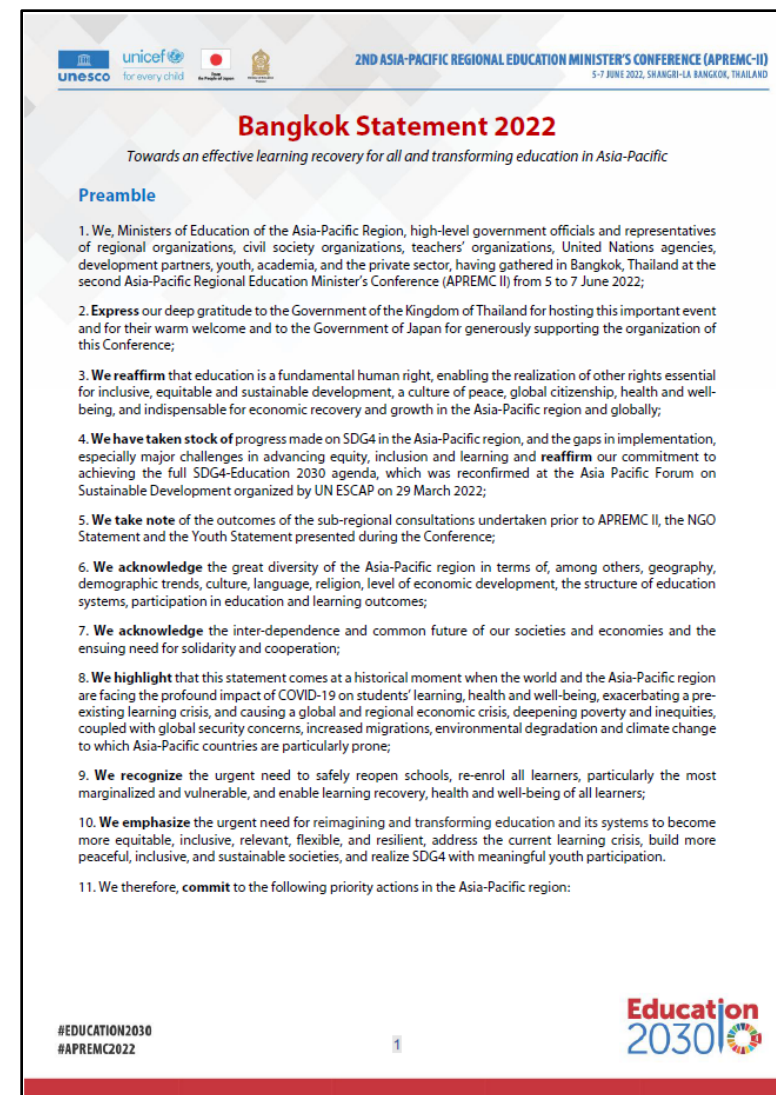 unesco
unicef
for every child
From
the People of Japan
2ND ASIA-PACIFIC REGIONAL EDUCATION MINISTER'S CONFERENCE (APREMC-II)
5-7 JUNE 2022, SHANGRI-LA BANGKOK, THAILAND
Bangkok Statement 2022
Towards an effective learning recovery for all and transforming education in Asia-Pacific
Preamble
1. We, Ministers of Education of the Asia-Pacific Region, high-level government officials and representatives
of regional organizations, civil society organizations, teachers' organizations, United Nations agencies,
development partners, youth, academia, and the private sector, having gathered in Bangkok, Thailand at the
second Asia-Pacific Regional Education Minister's Conference (APREMC II) from 5 to 7 June 2022;
2. Express our deep gratitude to the Government of the Kingdom of Thailand for hosting this important event
and for their warm welcome and to the Government of Japan for generously supporting the organization of
this Conference;
3. We reaffirm that education is a fundamental human right, enabling the realization of other rights essential
for inclusive, equitable and sustainable development, a culture of peace, global citizenship, health and well-
being, and indispensable for economic recovery and growth in the Asia-Pacific region and globally;
4. We have taken stock of progress made on SDG4 in the Asia-Pacific region, and the gaps in implementation,
especially major challenges in advancing equity, inclusion and learning and reaffirm our commitment to
achieving the full SDG4-Education 2030 agenda, which was reconfirmed at the Asia Pacific Forum on
Sustainable Development organized by UN ESCAP on 29 March 2022;
5. We take note of the outcomes of the sub-regional consultations undertaken prior to APREMC II, the NGO
Statement and the Youth Statement presented during the Conference;
6. We acknowledge the great diversity of the Asia-Pacific region in terms of, among others, geography,
demographic trends, culture, language, religion, level of economic development, the structure of education
systems, participation in education and learning outcomes;
7. We acknowledge the inter-dependence and common future of our societies and economies and the
ensuing need for solidarity and cooperation;
8. We highlight that this statement comes at a historical moment when the world and the Asia-Pacific region
are facing the profound impact of COVID-19 on students' learning, health and well-being, exacerbating a pre-
existing learning crisis, and causing a global and regional economic crisis, deepening poverty and inequities,
coupled with global security concerns, increased migrations, environmental degradation and climate change
to which Asia-Pacific countries are particularly prone;
9. We recognize the urgent need to safely reopen schools, re-enrol all learners, particularly the most
marginalized and vulnerable, and enable learning recovery, health and well-being of all learners;
10. We emphasize the urgent need for reimagining and transforming education and its systems to become
more equitable, inclusive, relevant, flexible, and resilient, address the current learning crisis, build more
peaceful, inclusive, and sustainable societies, and realize SDG4 with meaningful youth participation.
11. We therefore, commit to the following priority actions in the Asia-Pacific region:
#EDUCATION2030
#APREMC2022
1
Education
2030